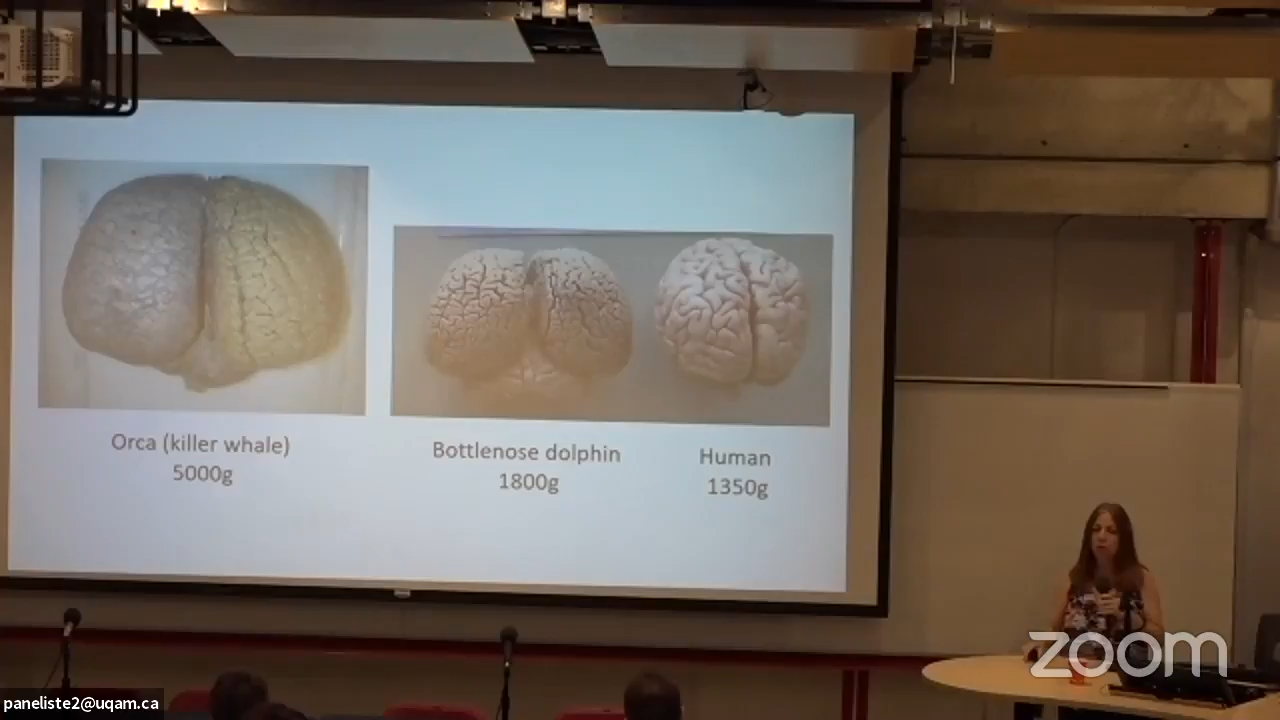 Orca (killer whale)
5000g
Bottlenose dolphin
1800g
Human
1350g
zoom
paneliste2@uqam.ca